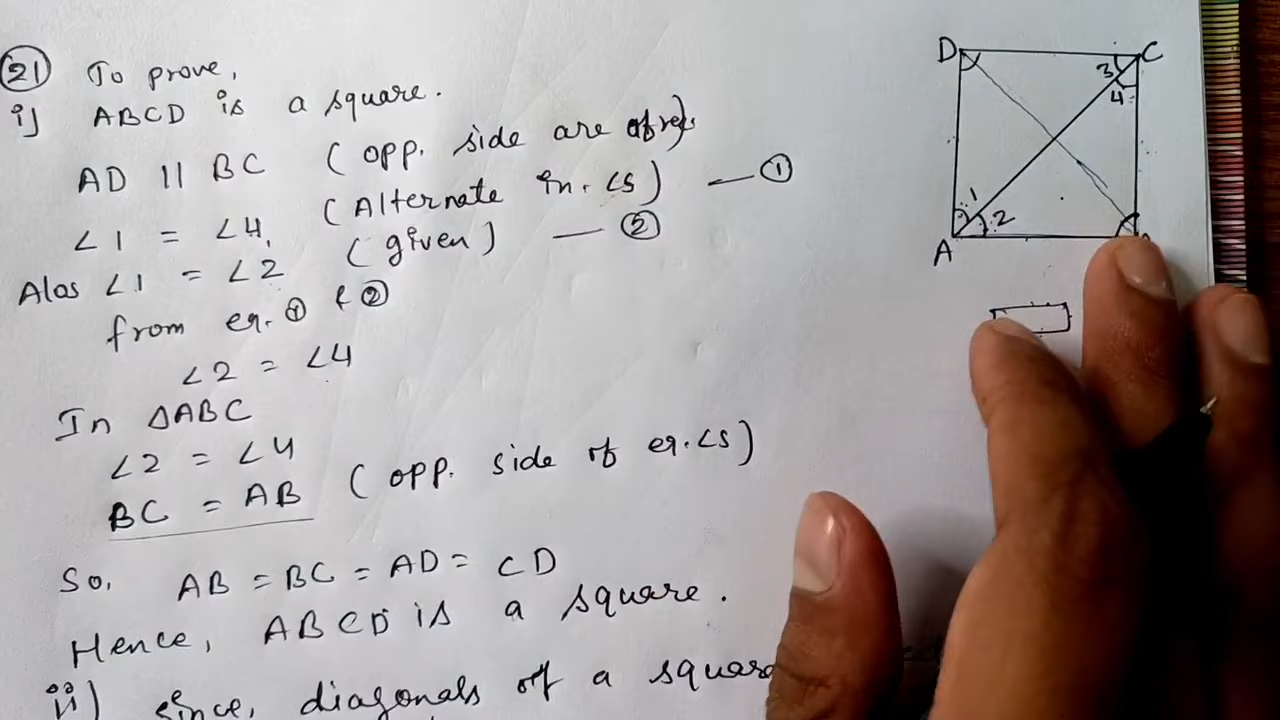 21 To prove,
i) ABCD is a square.
AD || BC (opp. side are of
∠1 = ∠4, (Alternate in. ∠s) — ①
Alos ∠1 = ∠2 (given) — ②
from eq. ① & ②
∠2 = ∠4
In △ABC
∠2 = ∠4
BC = AB (opp. side of eq. ∠s)
So, AB = BC = AD = CD
Hence, ABCD is a square.
ii) since, diagonals of a square
D C
3
4
1
2
A